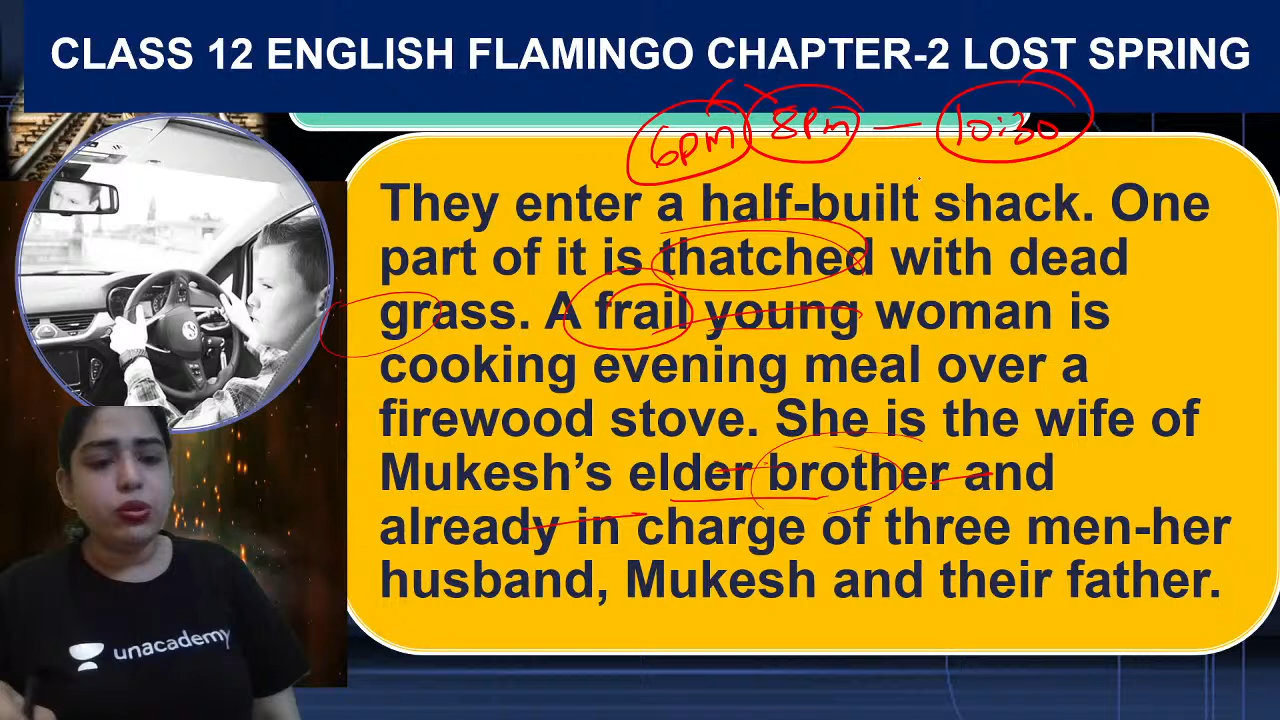 CLASS 12 ENGLISH FLAMINGO CHAPTER-2 LOST SPRING
6pm 8pm — 10:30
They enter a half-built shack. One
part of it is thatched with dead
grass. A frail young woman is
cooking evening meal over a
firewood stove. She is the wife of
Mukesh’s elder brother and
already in charge of three men-her
husband, Mukesh and their father.
unacademy